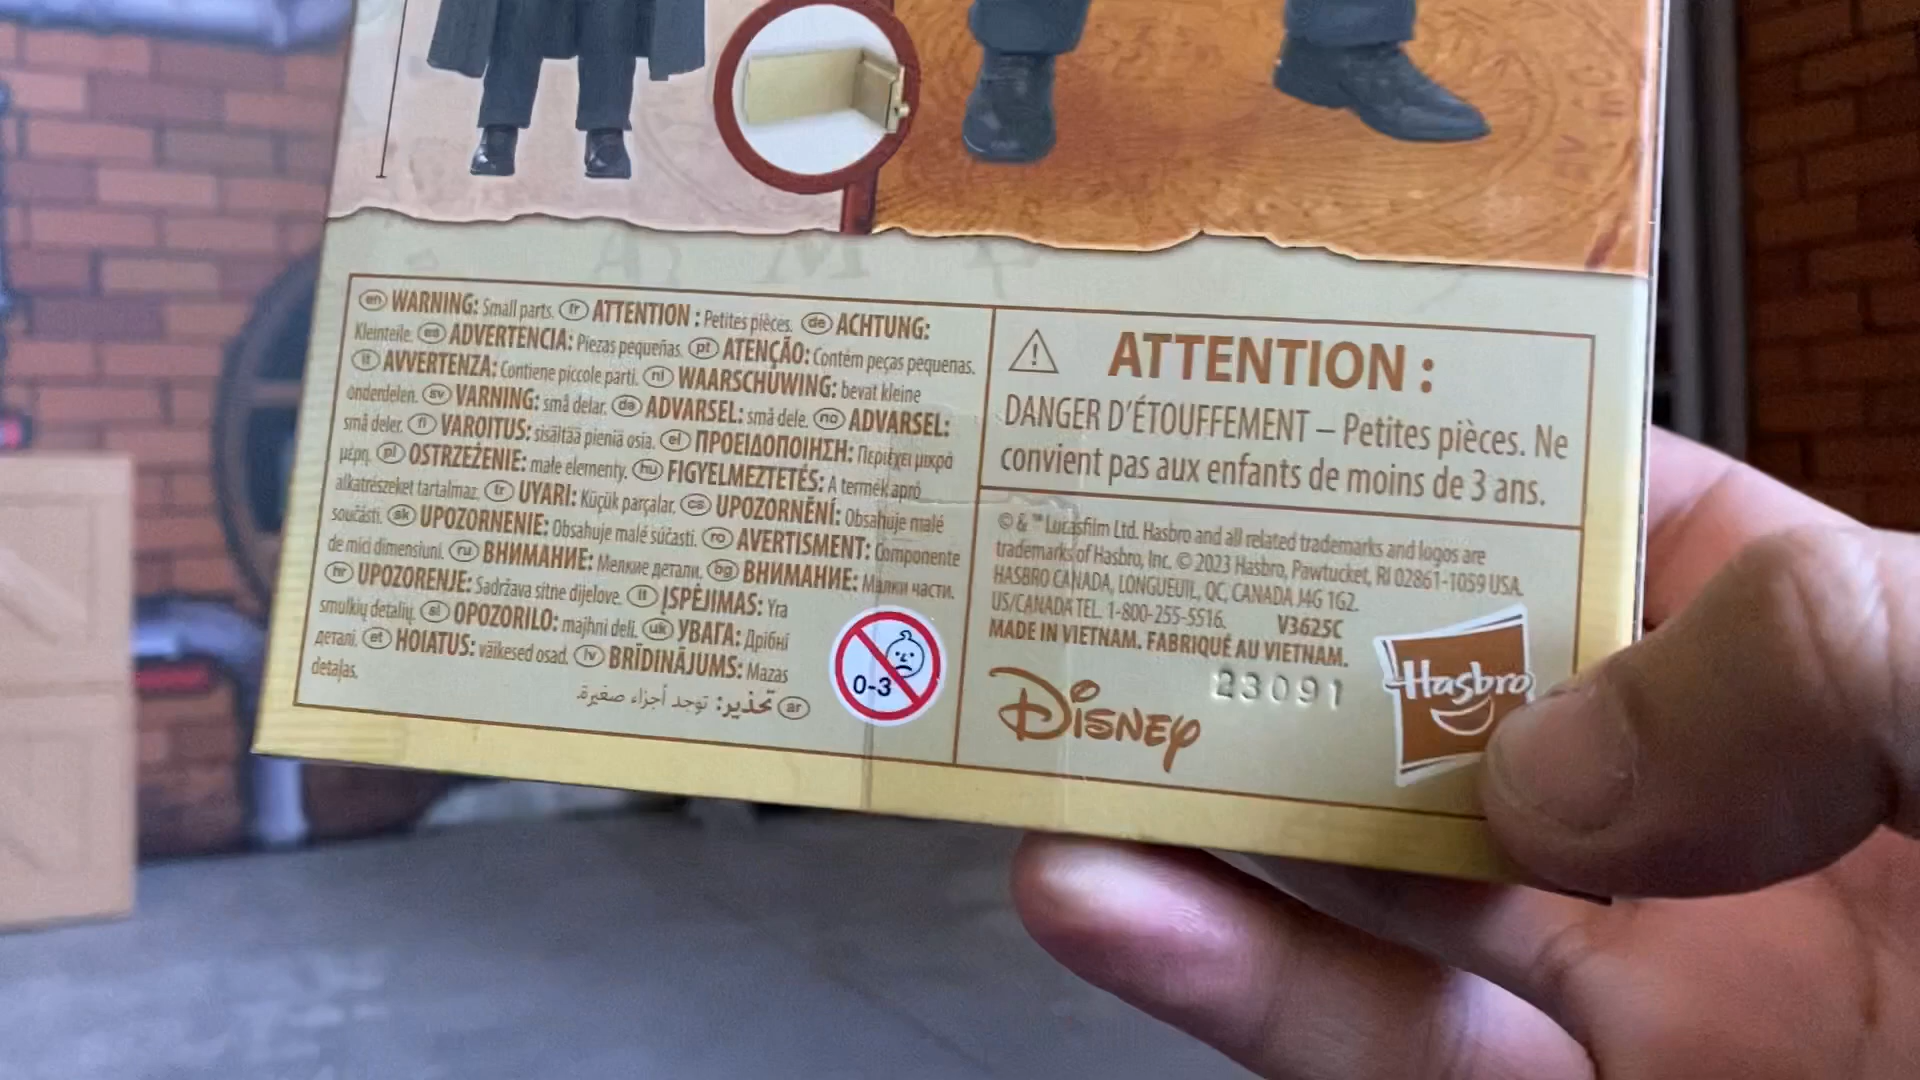 en WARNING: Small parts. fr ATTENTION : Petites pièces. de ACHTUNG:
Kleinteile. es ADVERTENCIA: Piezas pequeñas. pt ATENÇÃO: Contém peças pequenas.
it AVVERTENZA: Contiene piccole parti. nl WAARSCHUWING: bevat kleine
onderdelen. sv VARNING: små delar. da ADVARSEL: små dele. no ADVARSEL:
små deler. fi VAROITUS: sisältää pieniä osia. el ΠΡΟΕΙΔΟΠΟΙΗΣΗ: Περιέχει μικρά
μέρη. pl OSTRZEŻENIE: małe elementy. hu FIGYELMEZTETÉS: A termék apró
alkatrészeket tartalmaz. tr UYARI: Küçük parçalar. cs UPOZORNĚNÍ: Obsahuje malé
součásti. sk UPOZORNENIE: Obsahuje malé súčasti. ro AVERTISMENT: Componente
de mici dimensiuni. ru ВНИМАНИЕ: Мелкие детали. bg ВНИМАНИЕ: Малки части.
hr UPOZORENJE: Sadržava sitne dijelove. lt ĮSPĖJIMAS: Yra
smulkių detalių. sl OPOZORILO: majhni deli. uk УВАГА: Дрібні
деталі. et HOIATUS: väikesed osad. lv BRĪDINĀJUMS: Mazas
detaļas.
ar تحذير: توجد أجزاء صغيرة.
0-3
ATTENTION :
DANGER D'ÉTOUFFEMENT – Petites pièces. Ne
convient pas aux enfants de moins de 3 ans.
© & ™ Lucasfilm Ltd. Hasbro and all related trademarks and logos are
trademarks of Hasbro, Inc. © 2023 Hasbro, Pawtucket, RI 02861-1059 USA.
HASBRO CANADA, LONGUEUIL, QC, CANADA J4G 1G2.
US/CANADA TEL. 1-800-255-5516. V3625C
MADE IN VIETNAM. FABRIQUÉ AU VIETNAM.
23091
Disney
Hasbro